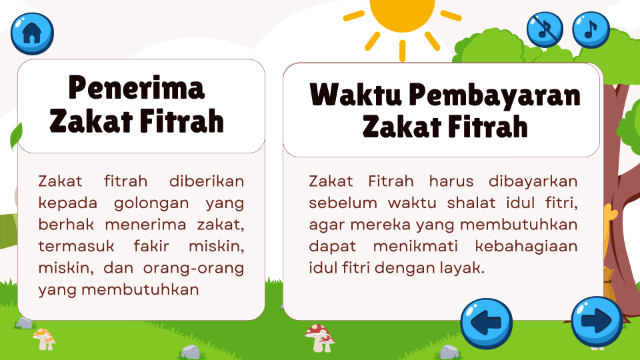 Penerima
Zakat Fitrah
Zakat fitrah diberikan
kepada golongan yang
berhak menerima zakat,
termasuk fakir miskin,
miskin, dan orang-orang
yang membutuhkan
Waktu Pembayaran
Zakat Fitrah
Zakat Fitrah harus dibayarkan
sebelum waktu shalat idul fitri,
agar mereka yang membutuhkan
dapat menikmati kebahagiaan
idul fitri dengan layak.